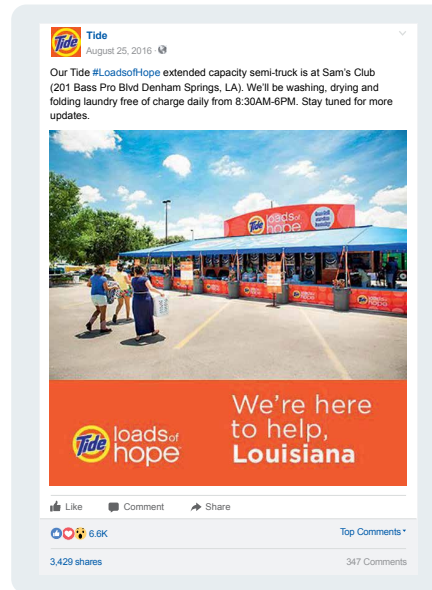 Tide
Tide
August 25, 2016
Our Tide #LoadsofHope extended capacity semi-truck is at Sam's Club
(201 Bass Pro Blvd Denham Springs, LA). We'll be washing, drying and
folding laundry free of charge daily from 8:30AM-6PM. Stay tuned for more
updates.
Tide loads of
hope
We're here
to help,
Louisiana
Tide
loads of
hope
Like Comment Share
6.6K Top Comments
3,429 shares 347 Comments